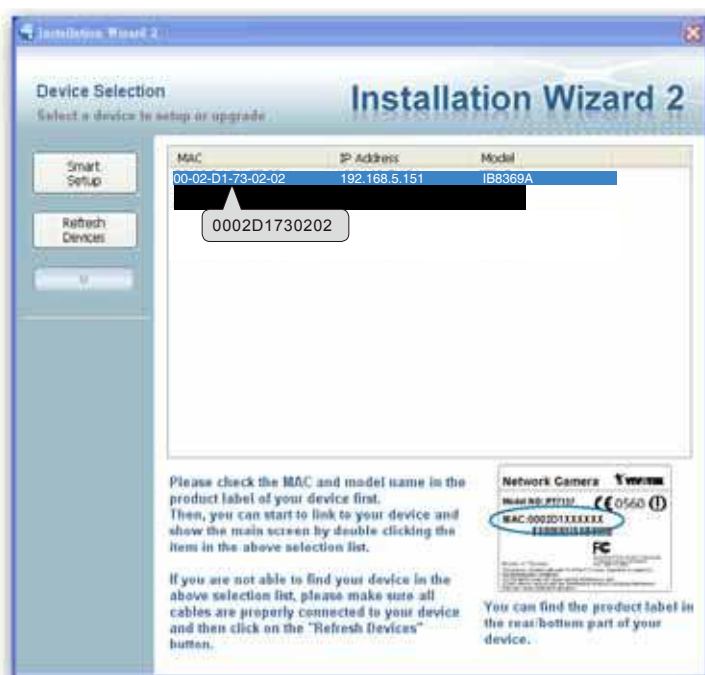 Installation Wizard 2
Device Selection
Select a device to setup or upgrade
Installation Wizard 2
Smart
Setup
Refresh
Devices
MAC IP Address Model
00-02-D1-73-02-02 192.168.5.151 IB8369A
0002D1730202
Please check the MAC and model name in the
product label of your device first.
Then, you can start to link to your device and
show the main screen by double clicking the
item in the above selection list.
If you are not able to find your device in the
above selection list, please make sure all
cables are properly connected to your device
and then click on the "Refresh Devices"
button.
Network Camera VIVOTEK
Model NO: PT7137 CE0560
MAC:0002D1XXXXXX
FC
You can find the product label in
the rear/bottom part of your
device.